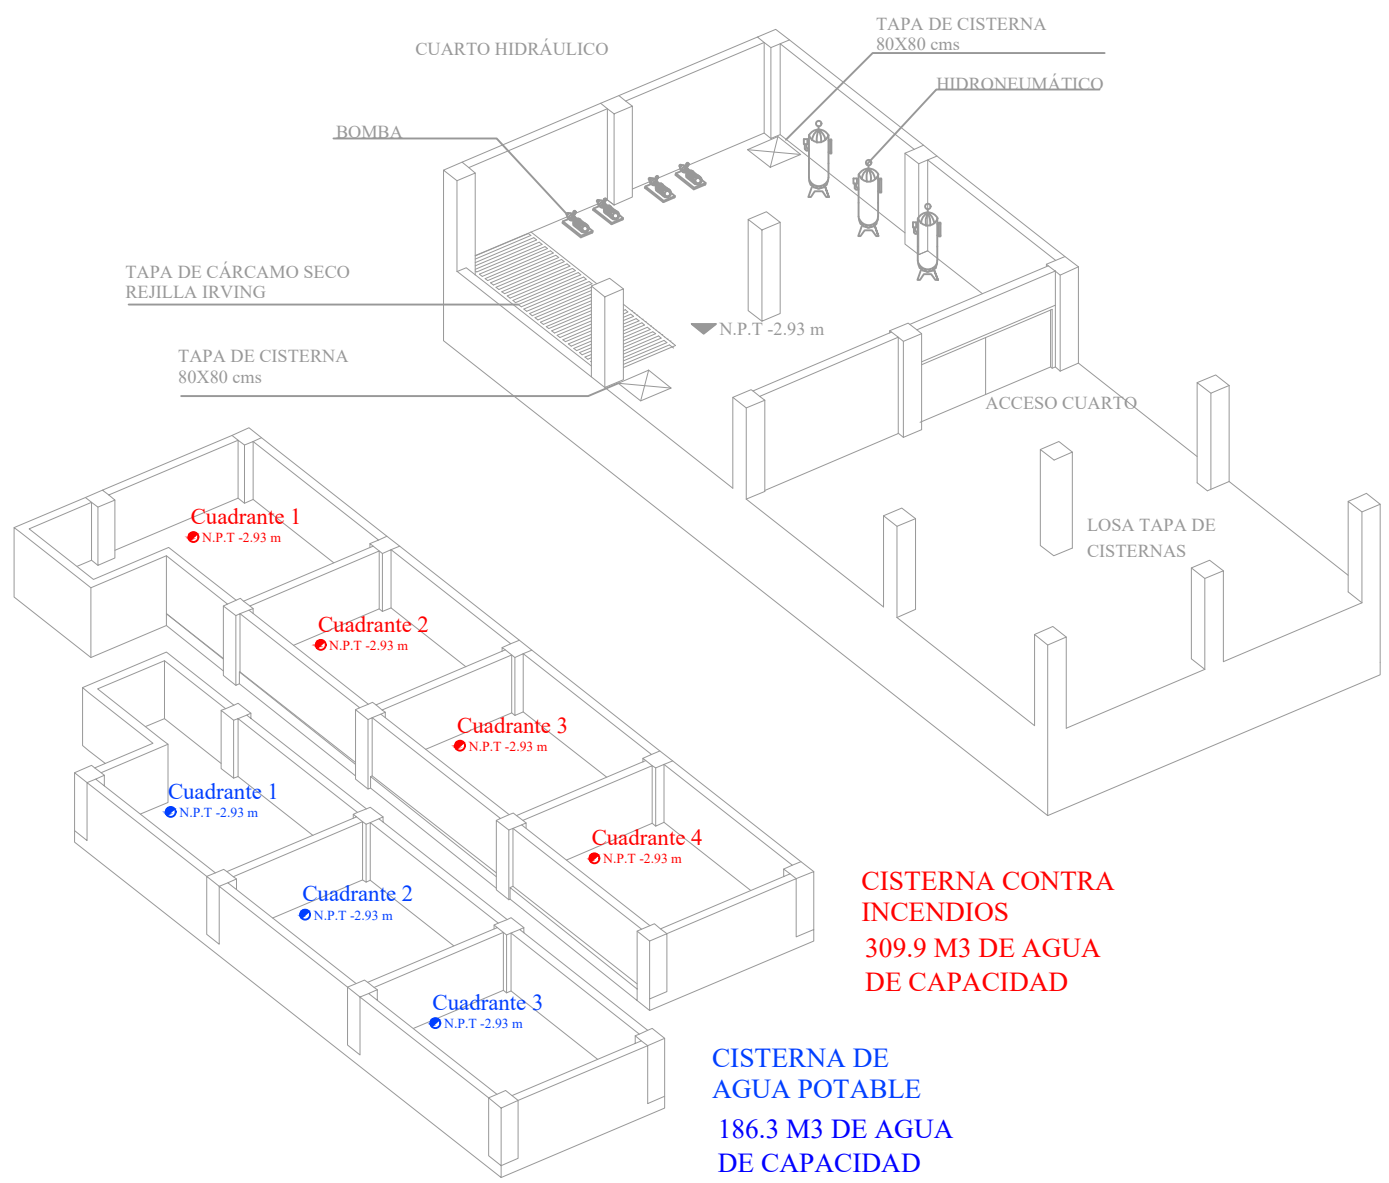 TAPA DE CISTERNA
80X80 cms
CUARTO HIDRÁULICO
HIDRONEUMÁTICO
BOMBA
TAPA DE CÁRCAMO SECO
REJILLA IRVING
N.P.T -2.93 m
TAPA DE CISTERNA
80X80 cms
ACCESO CUARTO
LOSA TAPA DE
CISTERNAS
Cuadrante 1
N.P.T -2.93 m
Cuadrante 2
N.P.T -2.93 m
Cuadrante 3
N.P.T -2.93 m
Cuadrante 4
N.P.T -2.93 m
Cuadrante 1
N.P.T -2.93 m
Cuadrante 2
N.P.T -2.93 m
Cuadrante 3
N.P.T -2.93 m
CISTERNA CONTRA
INCENDIOS
309.9 M3 DE AGUA
DE CAPACIDAD
CISTERNA DE
AGUA POTABLE
186.3 M3 DE AGUA
DE CAPACIDAD